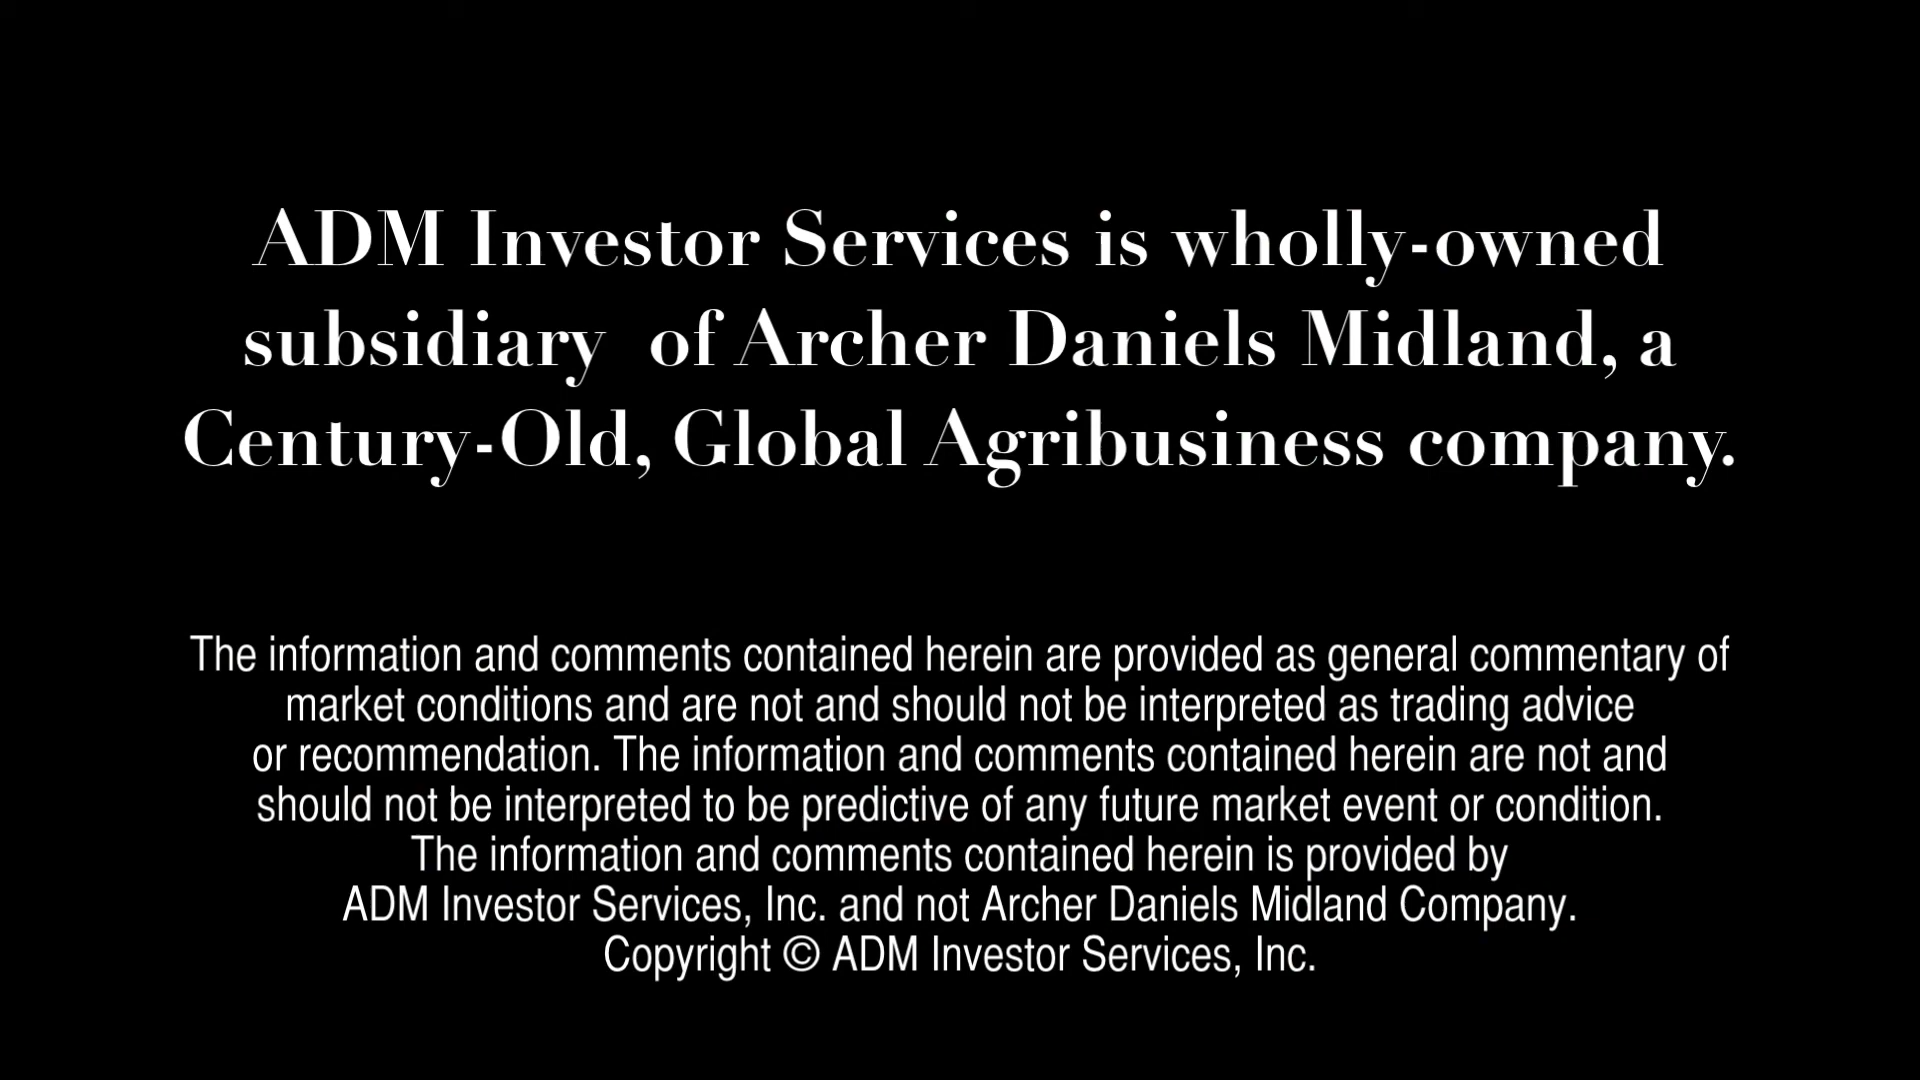 ADM Investor Services is wholly-owned
subsidiary  of Archer Daniels Midland, a
Century-Old, Global Agribusiness company.
The information and comments contained herein are provided as general commentary of
market conditions and are not and should not be interpreted as trading advice
or recommendation. The information and comments contained herein are not and
should not be interpreted to be predictive of any future market event or condition.
The information and comments contained herein is provided by
ADM Investor Services, Inc. and not Archer Daniels Midland Company.
Copyright © ADM Investor Services, Inc.